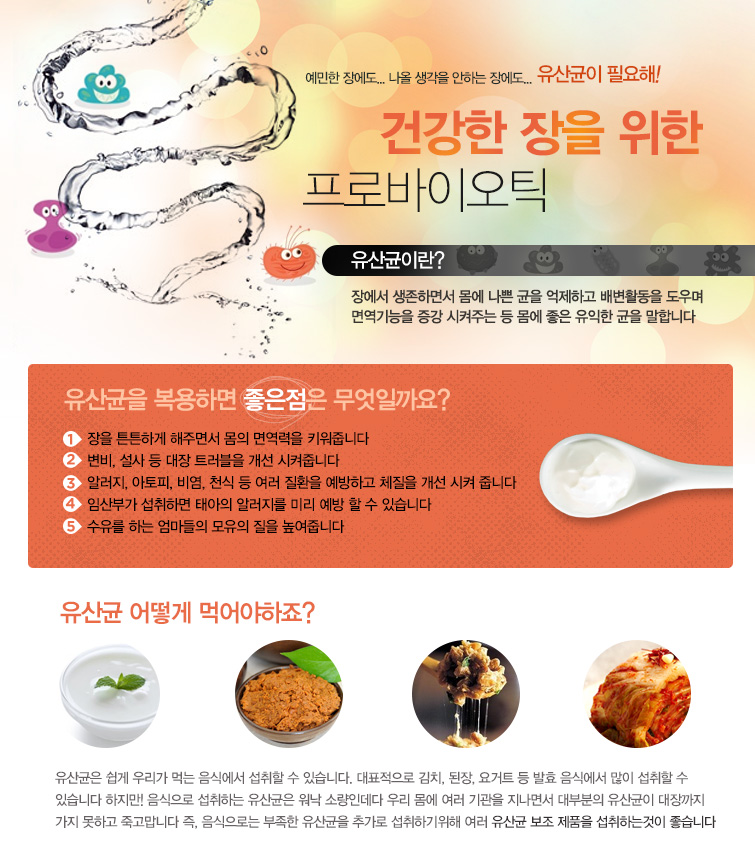 예민한 장에도... 나올 생각을 안하는 장에도... 유산균이 필요해!
건강한 장을 위한
프로바이오틱
유산균이란?
장에서 생존하면서 몸에 나쁜 균을 억제하고 배변활동을 도우며
면역기능을 증강 시켜주는 등 몸에 좋은 유익한 균을 말합니다
유산균을 복용하면 좋은점은 무엇일까요?
1 장을 튼튼하게 해주면서 몸의 면역력을 키워줍니다
2 변비, 설사 등 대장 트러블을 개선 시켜줍니다
3 알러지, 아토피, 비염, 천식 등 여러 질환을 예방하고 체질을 개선 시켜 줍니다
4 임산부가 섭취하면 태아의 알러지를 미리 예방 할 수 있습니다
5 수유를 하는 엄마들의 모유의 질을 높여줍니다
유산균 어떻게 먹어야하죠?
유산균은 쉽게 우리가 먹는 음식에서 섭취할 수 있습니다. 대표적으로 김치, 된장, 요거트 등 발효 음식에서 많이 섭취할 수
있습니다 하지만! 음식으로 섭취하는 유산균은 워낙 소량인데다 우리 몸에 여러 기관을 지나면서 대부분의 유산균이 대장까지
가지 못하고 죽고맙니다 즉, 음식으로는 부족한 유산균을 추가로 섭취하기위해 여러 유산균 보조 제품을 섭취하는것이 좋습니다